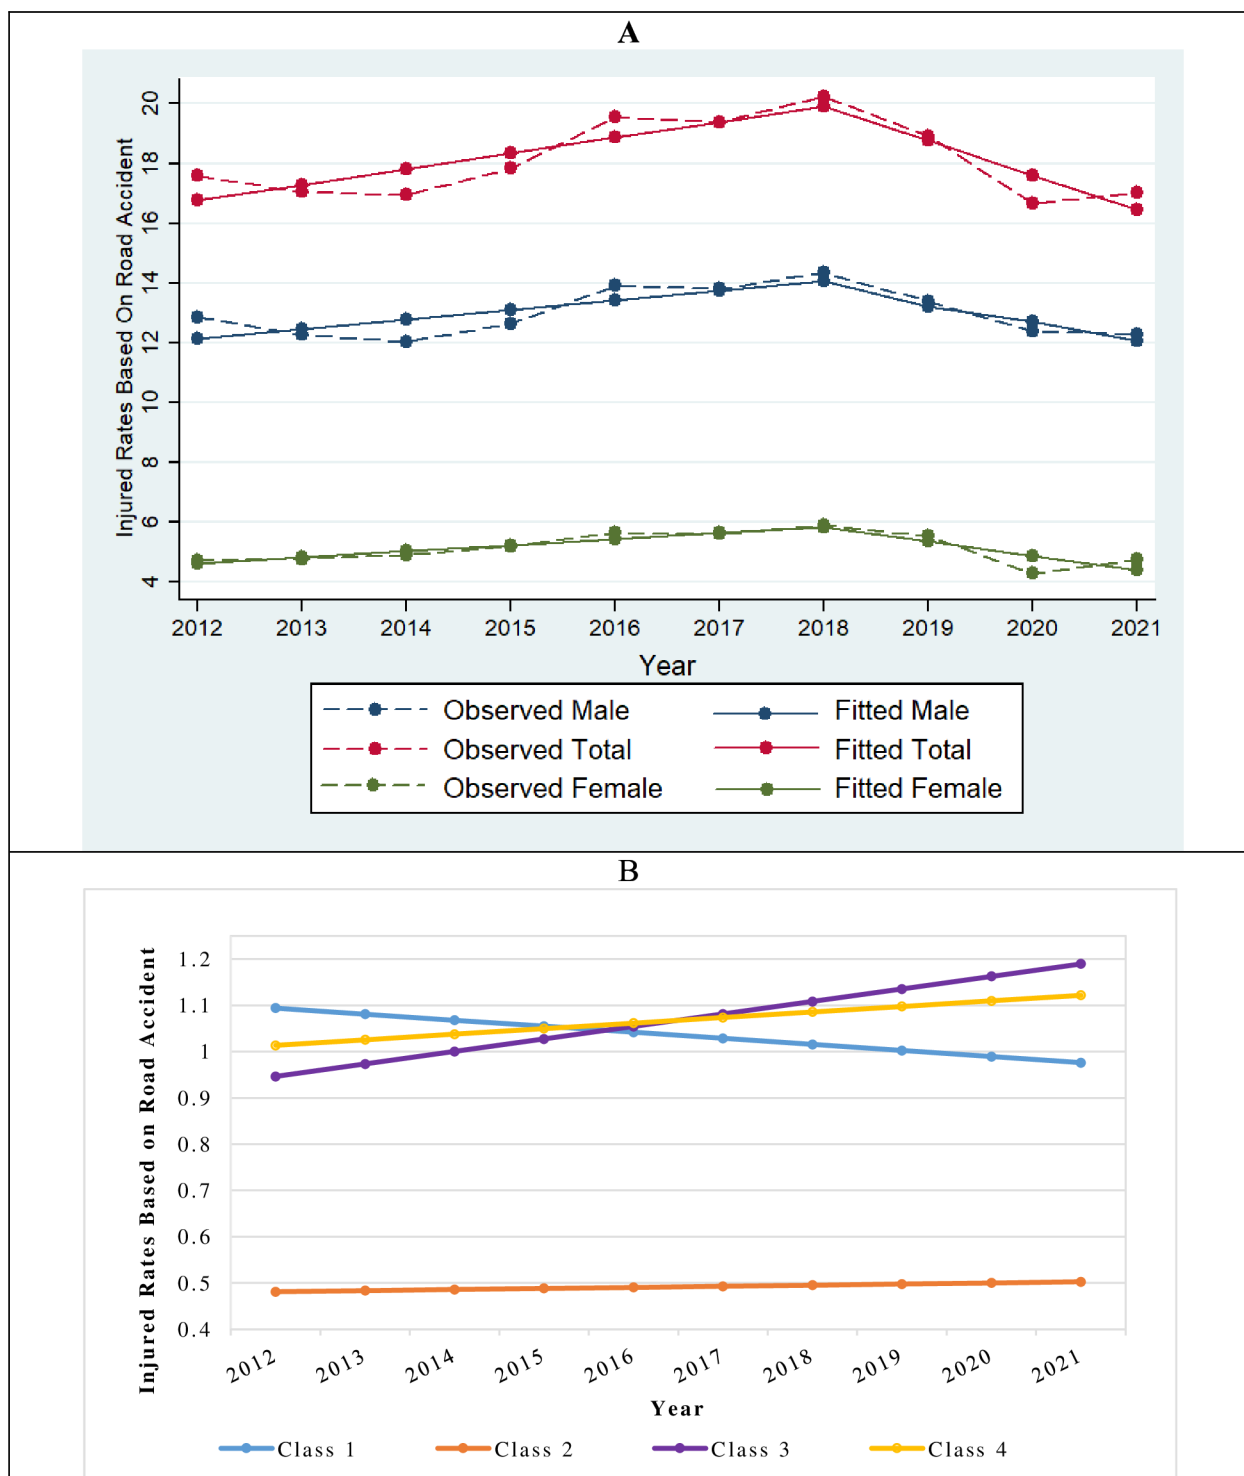 A
Injured Rates Based On Road Accident
20
18
16
14
12
10
8
6
4
2012 2013 2014 2015 2016 2017 2018 2019 2020 2021
Year
Observed Male Fitted Male
Observed Total Fitted Total
Observed Female Fitted Female
B
Injured Rates Based on Road Accident
1.2
1.1
1
0.9
0.8
0.7
0.6
0.5
0.4
2012 2013 2014 2015 2016 2017 2018 2019 2020 2021
Year
Class 1 Class 2 Class 3 Class 4